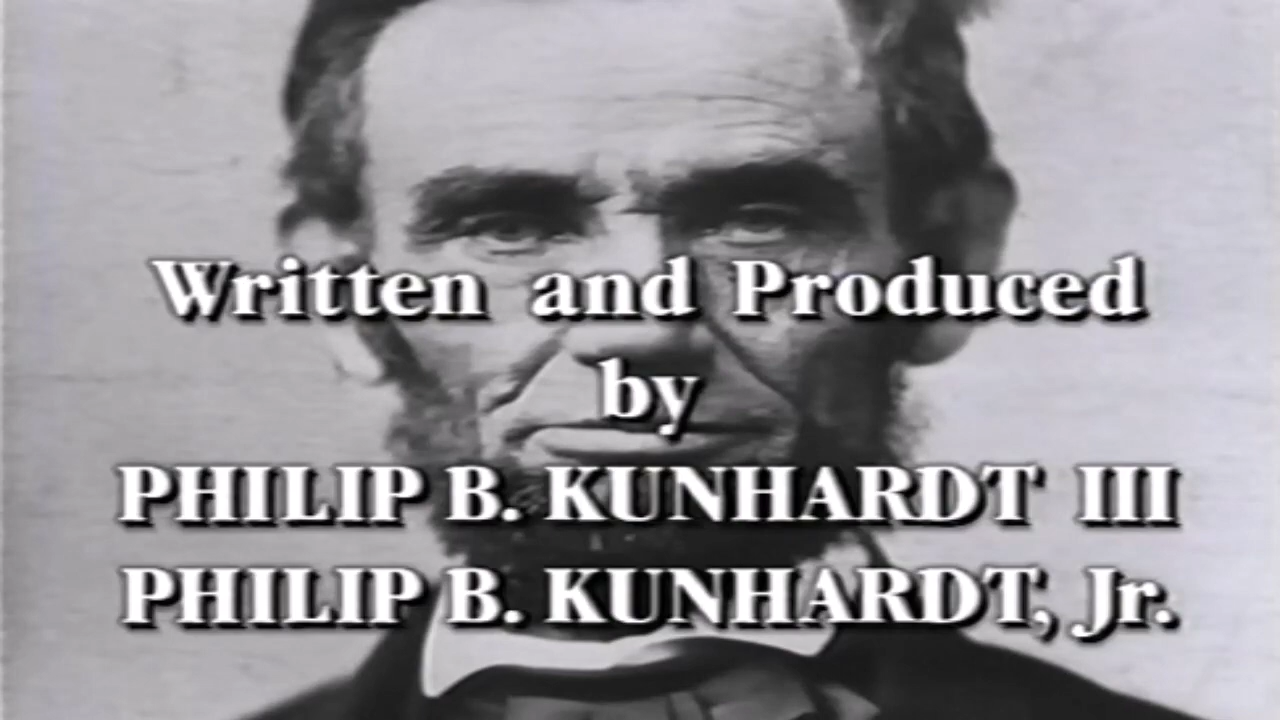 Written and Produced
by
PHILIP B. KUNHARDT III
PHILIP B. KUNHARDT, Jr.